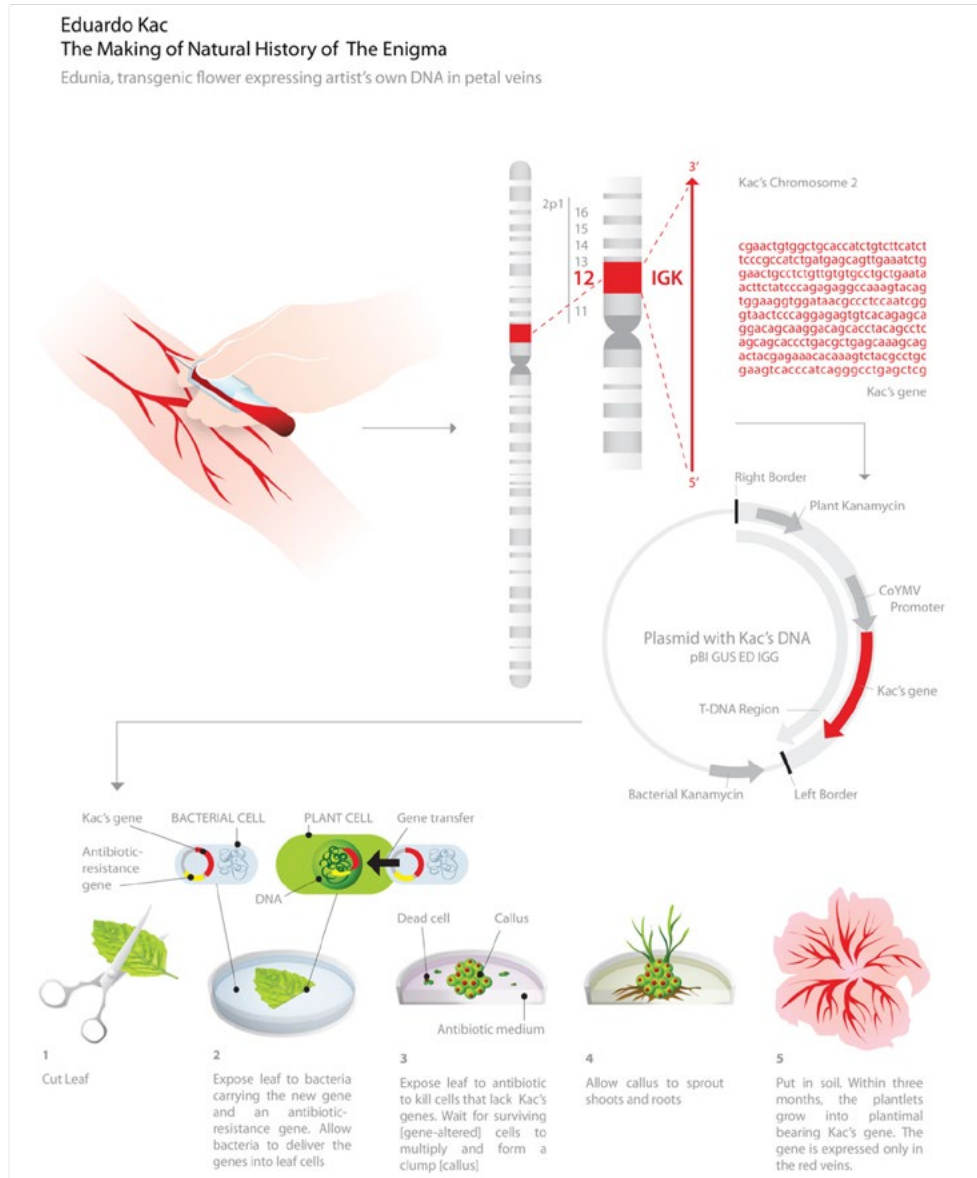 Eduardo Kac
The Making of Natural History of The Enigma
Edunia, transgenic flower expressing artist's own DNA in petal veins
3'
Kac's Chromosome 2
2p1
16
15
14
13
12
IGK
11
cgaactgtggctgcaccatctgtcttcatct
tcccgccatctgatgagcagttgaaatctg
gaactgcctctgttgtgtgcctgctgaata
acttctatcccagagaggccaaagtacag
tggaaggtggataacgccctccaatcggg
gtaactcccaggagagtgtcacagagca
ggacagcaaggacagcacctacagcctc
agcagcaccctgacgctgagcaaagcag
actacgagaaacacaaagtctacgcctgc
gaagtcacccatcagggcctgagctcg
Kac's gene
5'
Right Border
Plant Kanamycin
CoYMV
Promoter
Plasmid with Kac's DNA
pBI GUS ED IGG
Kac's gene
T-DNA Region
Bacterial Kanamycin
Left Border
Kac's gene
BACTERIAL CELL
PLANT CELL
Gene transfer
Antibiotic-
resistance
gene
DNA
Dead cell
Callus
Antibiotic medium
1
Cut Leaf
2
Expose leaf to bacteria
carrying the new gene
and an antibiotic-
resistance gene. Allow
bacteria to deliver the
genes into leaf cells
3
Expose leaf to antibiotic
to kill cells that lack Kac's
genes. Wait for surviving
[gene-altered] cells to
multiply and form a
clump [callus]
4
Allow callus to sprout
shoots and roots
5
Put in soil. Within three
months, the plantlets
grow into plantimal
bearing Kac's gene. The
gene is expressed only in
the red veins.